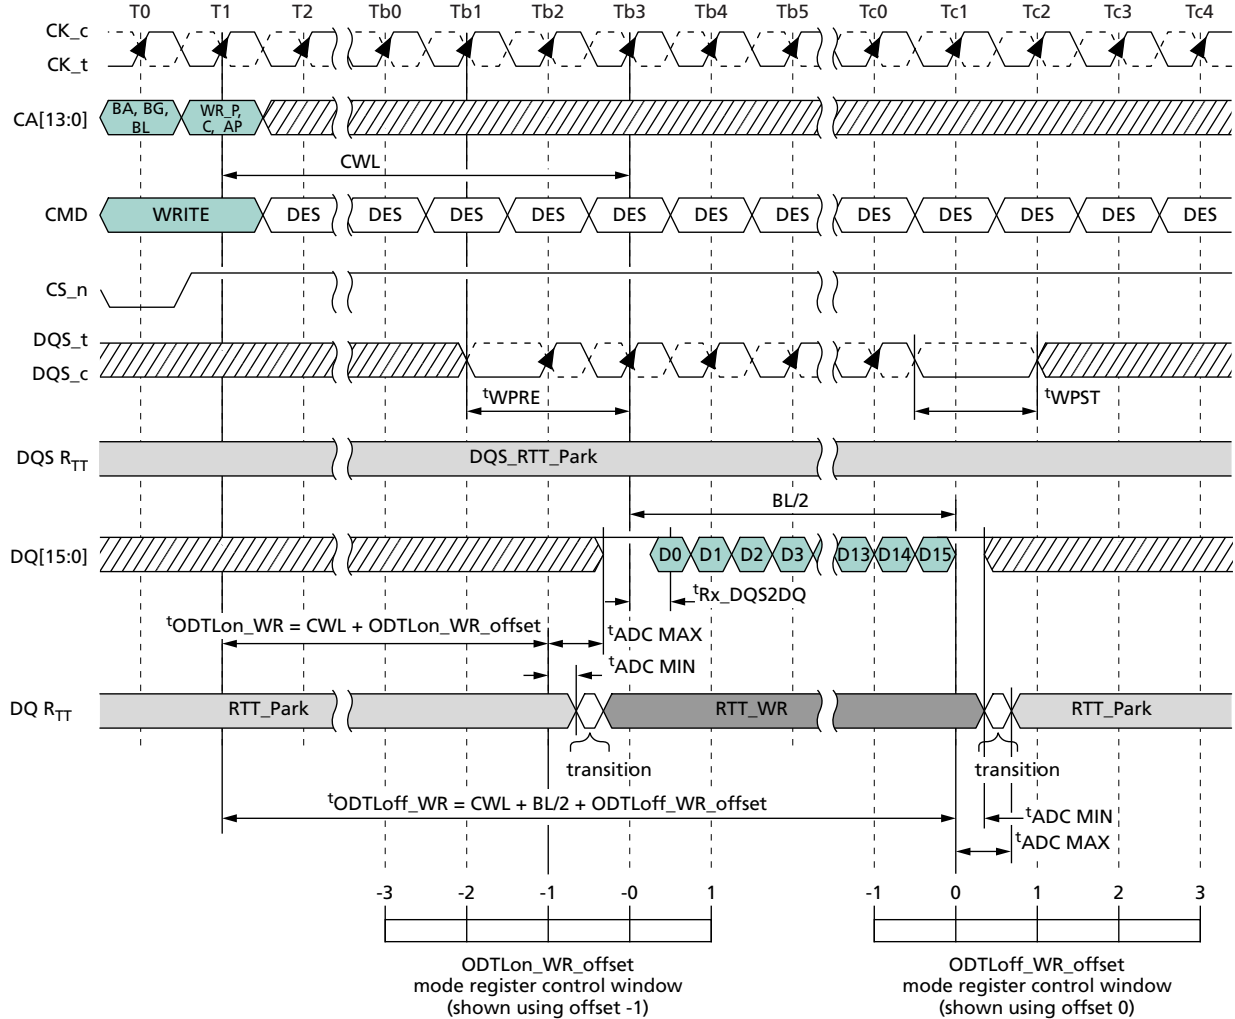 T0 T1 T2 Tb0 Tb1 Tb2 Tb3 Tb4 Tb5 Tc0 Tc1 Tc2 Tc3 Tc4
CK_c
CK_t
CA[13:0] BA, BG, BL WR_P, C, AP
CWL
CMD WRITE DES DES DES DES DES DES DES DES DES DES DES DES
CS_n
DQS_t
DQS_c
tWPRE tWPST
DQS RTT DQS_RTT_Park
BL/2
DQ[15:0] D0 D1 D2 D3 D13 D14 D15
tRx_DQS2DQ
tODTLon_WR = CWL + ODTLon_WR_offset tADC MAX
tADC MIN
DQ RTT RTT_Park RTT_WR RTT_Park
transition transition
tODTLoff_WR = CWL + BL/2 + ODTLoff_WR_offset
tADC MIN
tADC MAX
-3 -2 -1 -0 1 -1 0 1 2 3
ODTLon_WR_offset
mode register control window
(shown using offset -1)
ODTLoff_WR_offset
mode register control window
(shown using offset 0)